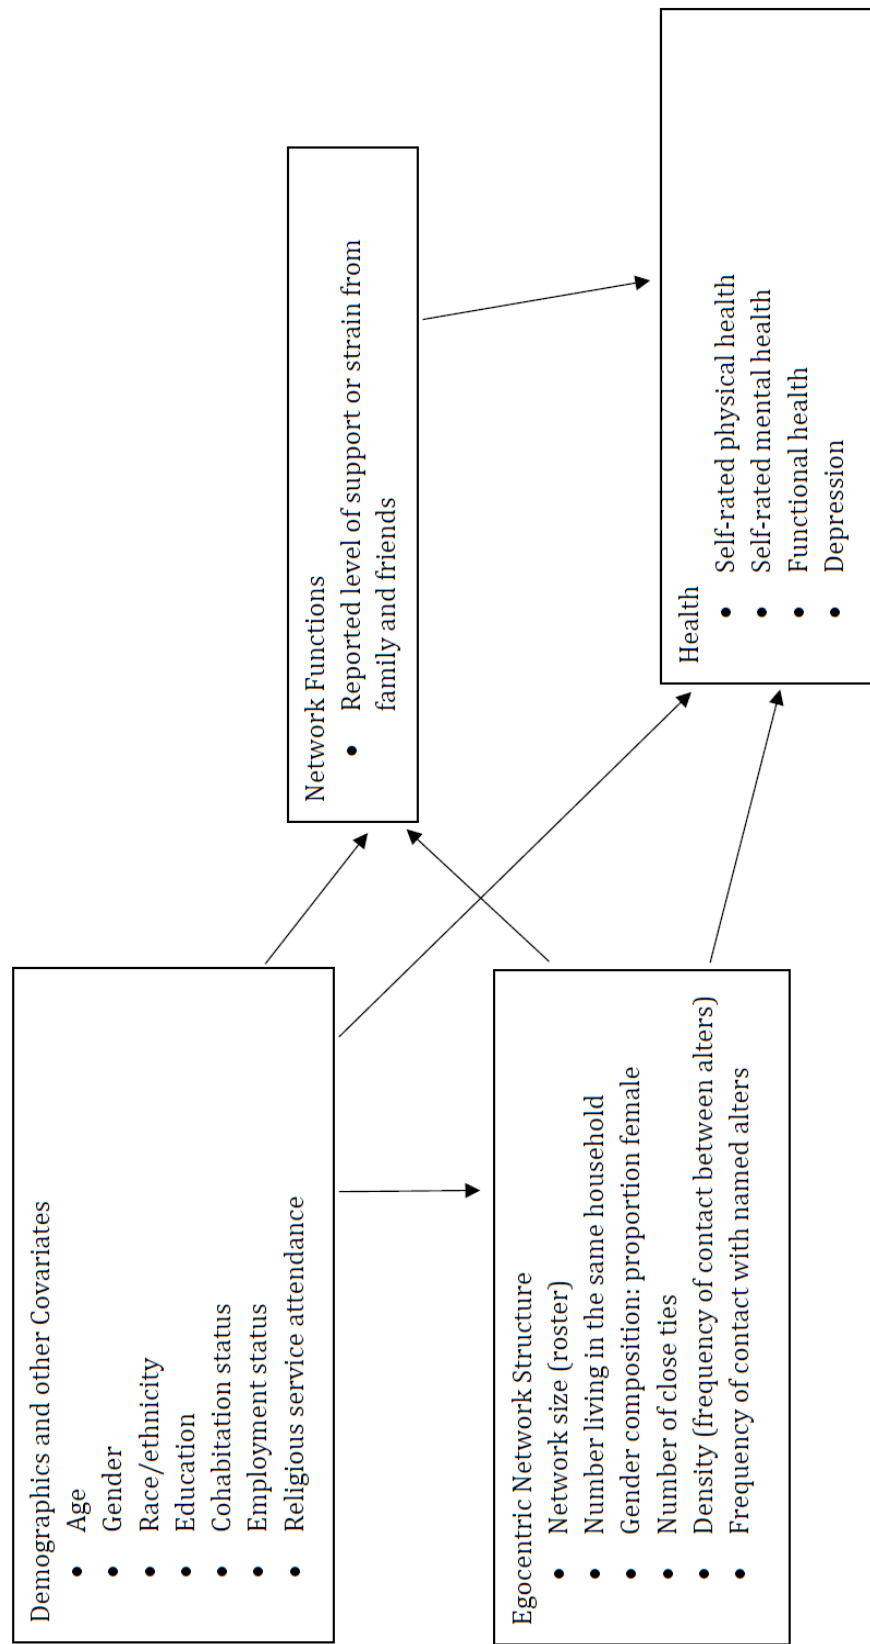 Demographics and other Covariates
• Age
• Gender
• Race/ethnicity
• Education
• Cohabitation status
• Employment status
• Religious service attendance
Egocentric Network Structure
• Network size (roster)
• Number living in the same household
• Gender composition: proportion female
• Number of close ties
• Density (frequency of contact between alters)
• Frequency of contact with named alters
Network Functions
• Reported level of support or strain from
family and friends
Health
• Self-rated physical health
• Self-rated mental health
• Functional health
• Depression